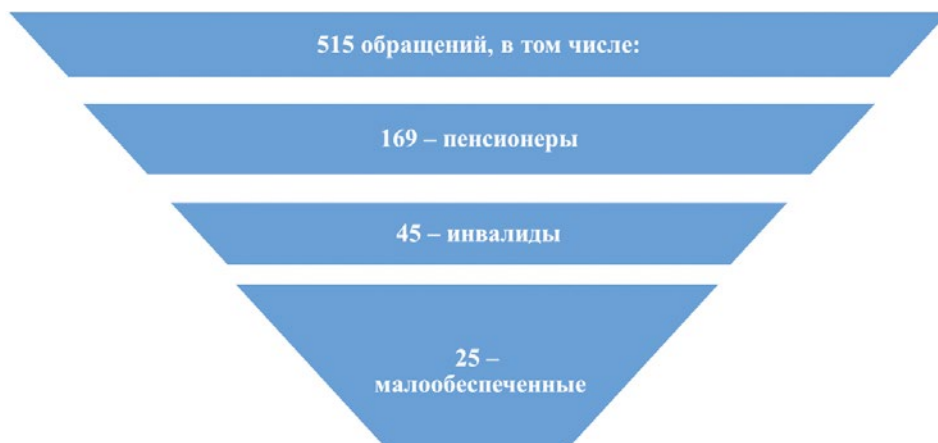 515 обращений, в том числе:
169 – пенсионеры
45 – инвалиды
25 –
малообеспеченные